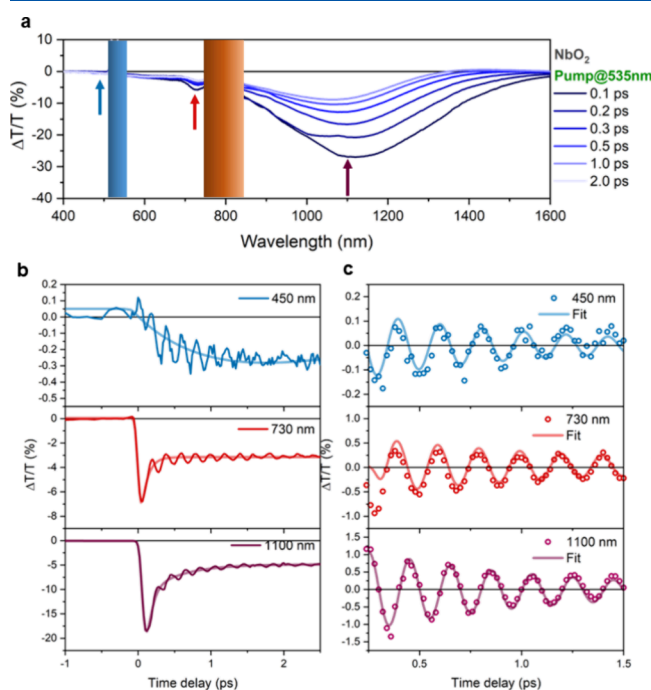 a
10
0
-10
-20
-30
-40
ΔT/T (%)
400 600 800 1000 1200 1400 1600
Wavelength (nm)
NbO2
Pump@535nm
0.1 ps
0.2 ps
0.3 ps
0.5 ps
1.0 ps
2.0 ps
b
0.2
0.1
0.0
-0.1
-0.2
-0.3
-0.5
450 nm
0
-2
-4
-6
-8
ΔT/T (%)
730 nm
0
-5
-10
-15
-20
1100 nm
-1 0 1 2
Time delay (ps)
c
0.2
0.1
0.0
0.1
0.2
450 nm
Fit
1.0
0.5
0.0
-0.5
-1.0
ΔT/T (%)
730 nm
Fit
1.5
1.0
0.5
0.0
-0.5
-1.0
-1.5
1100 nm
Fit
0.5 1.0 1.5
Time delay (ps)